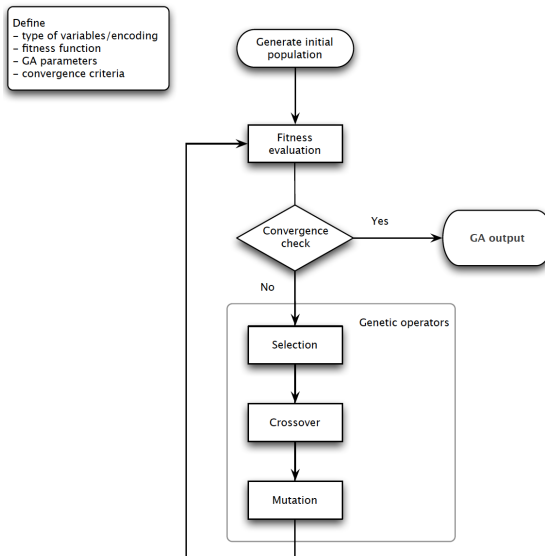 Define
– type of variables/encoding
– fitness function
– GA parameters
– convergence criteria
Generate initial
population
Fitness
evaluation
Convergence
check
Yes
GA output
No
Genetic operators
Selection
Crossover
Mutation